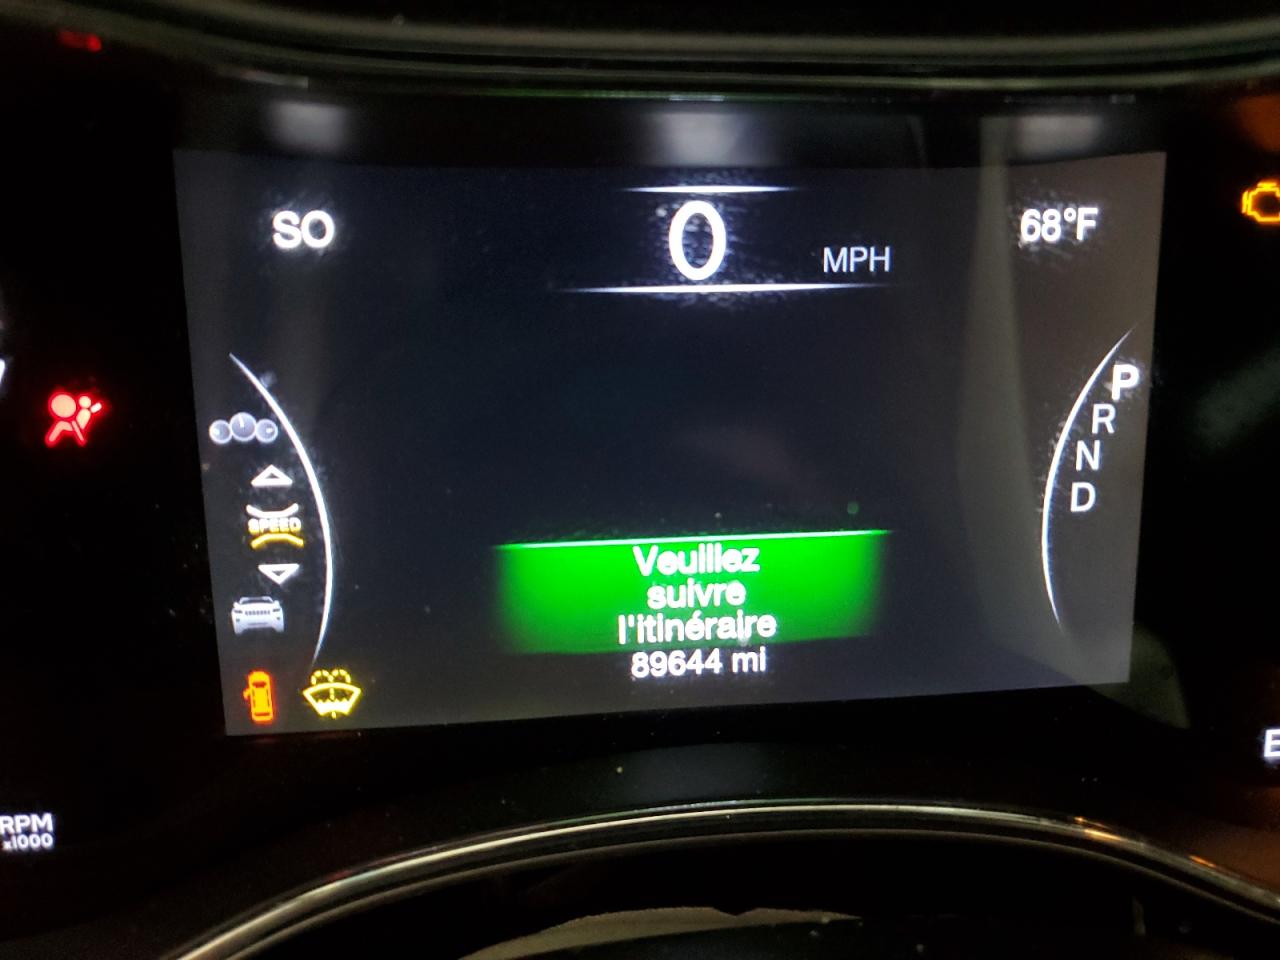 SO
0 MPH
68°F
P
R
N
D
SPEED
Veuillez
suivre
l'itinéraire
89644 mi
RPM
x1000
E